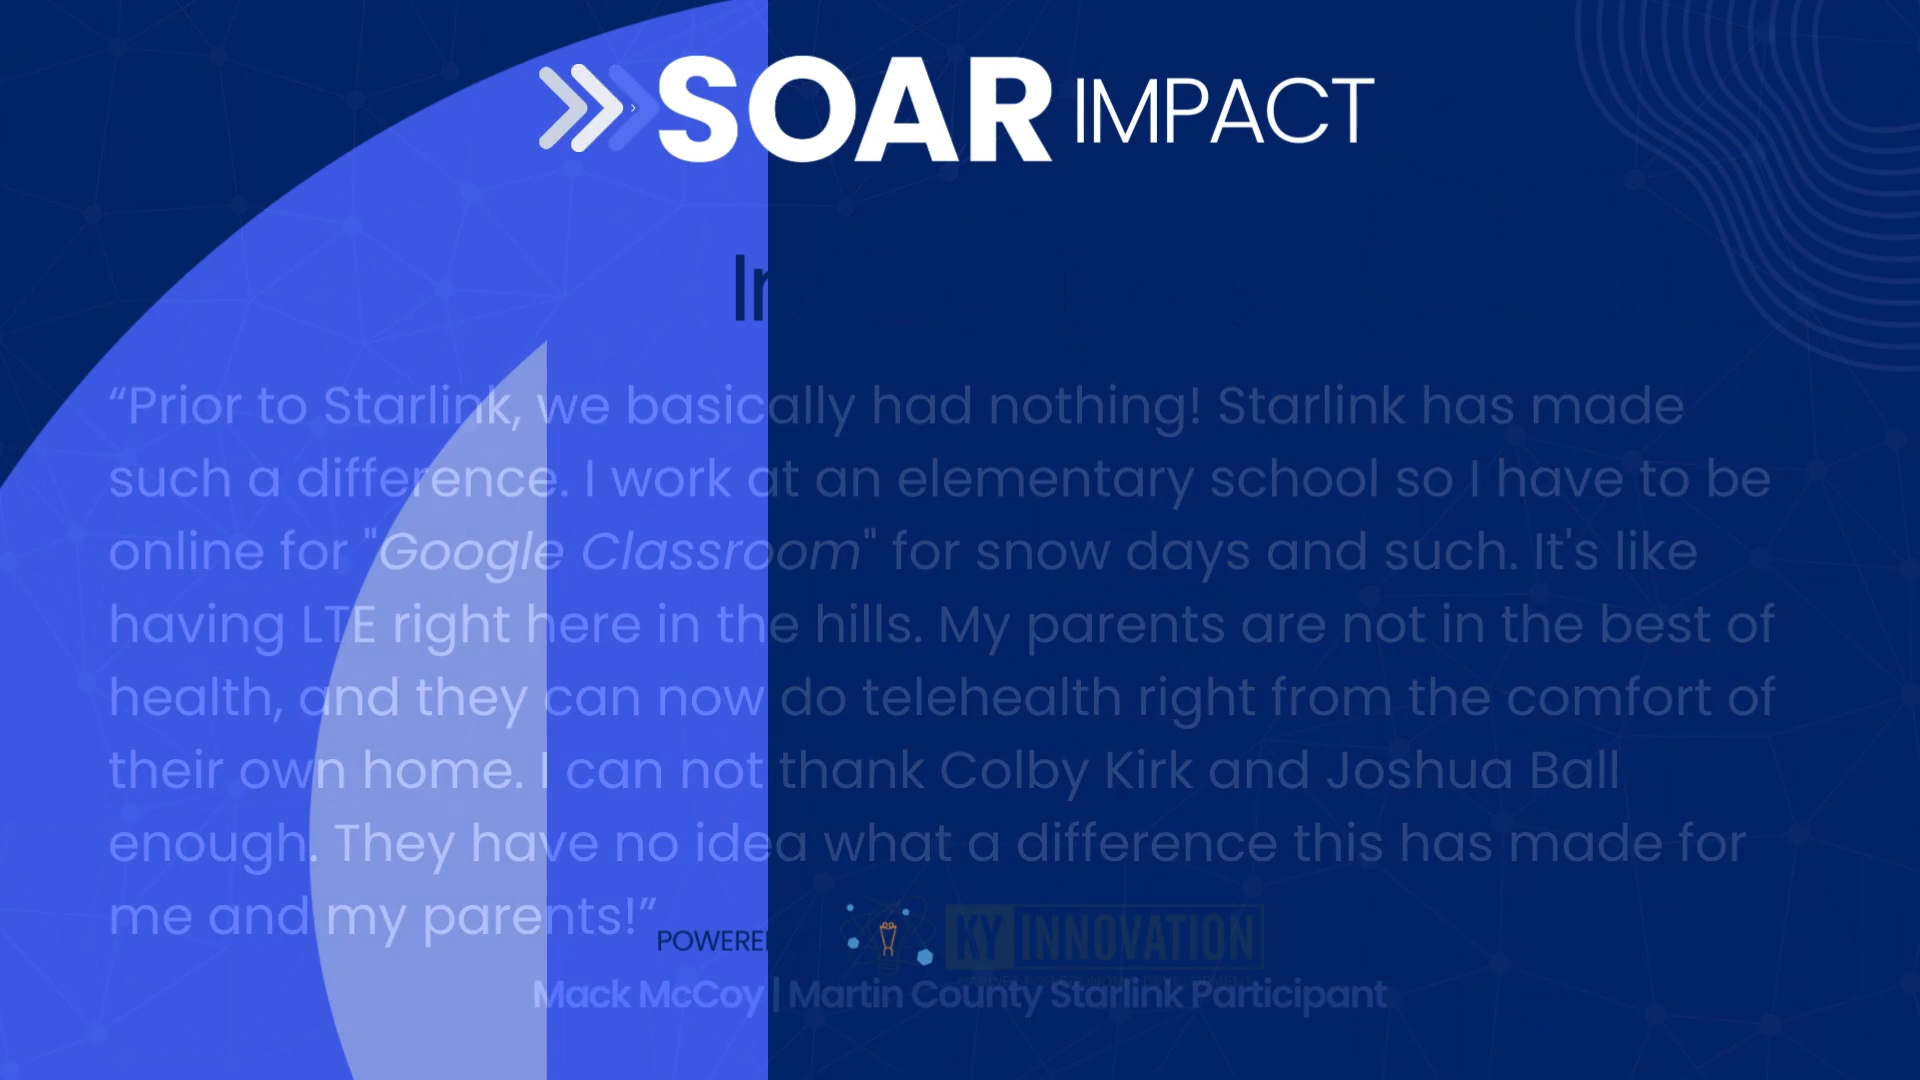 SOAR IMPACT
“Prior to Starlink, we basically had nothing! Starlink has made
such a difference. I work at an elementary school so I have to be
online for "Google Classroom" for snow days and such. It's like
having LTE right here in the hills. My parents are not in the best of
health, and they can now do telehealth right from the comfort of
their own home. I can not thank Colby Kirk and Joshua Ball
enough. They have no idea what a difference this has made for
me and my parents!”
KY INNOVATION
Mack McCoy | Martin County Starlink Participant